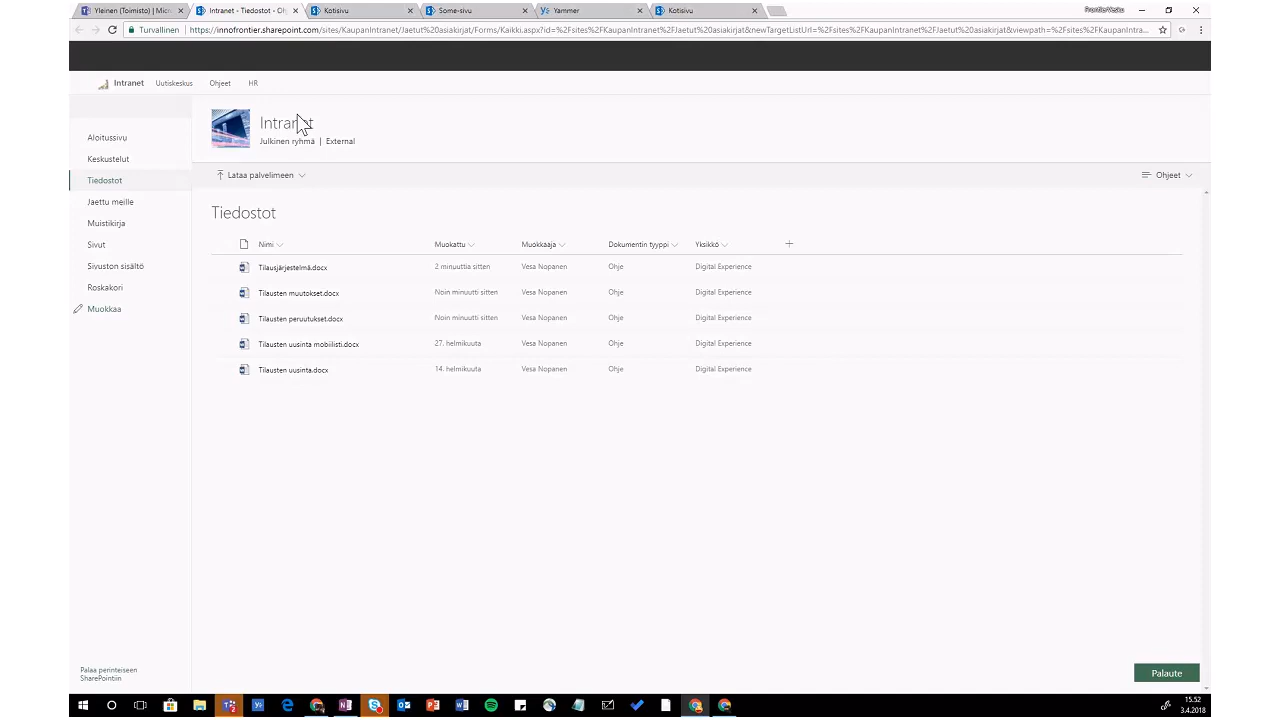 Yleinen (Toimisto) | Micr
Intranet - Tiedostot - Oh
Kotisivu
Some-sivu
Yammer
Kotisivu
FrontierVesku
Turvallinen
https://innofrontier.sharepoint.com/sites/KaupanIntranet/Jaetut%20asiakirjat/Forms/Kaikki.aspx?id=%2Fsites%2FKaupanIntranet%2FJaetut%20asiakirjat&newTargetListUrl=%2Fsites%2FKaupanIntranet%2FJaetut%20asiakirjat&viewpath=%2Fsites%2FKaupanIntra...
Intranet Uutiskeskus Ohjeet HR
Intranet
Julkinen ryhmä | External
Aloitussivu
Keskustelut
Tiedostot
Jaettu meille
Muistikirja
Sivut
Sivuston sisältö
Roskakori
Muokkaa
Lataa palvelimeen
Ohjeet
Tiedostot
Nimi Muokattu Muokkaaja Dokumentin tyyppi Yksikkö
Tilausjärjestelmä.docx 2 minuuttia sitten Vesa Nopanen Ohje Digital Experience
Tilausten muutokset.docx Noin minuutti sitten Vesa Nopanen Ohje Digital Experience
Tilausten peruutukset.docx Noin minuutti sitten Vesa Nopanen Ohje Digital Experience
Tilausten uusinta mobiilisti.docx 27. helmikuuta Vesa Nopanen Ohje Digital Experience
Tilausten uusinta.docx 14. helmikuuta Vesa Nopanen Ohje Digital Experience
Palaa perinteiseen
SharePointiin
Palaute
15.52
3.4.2018